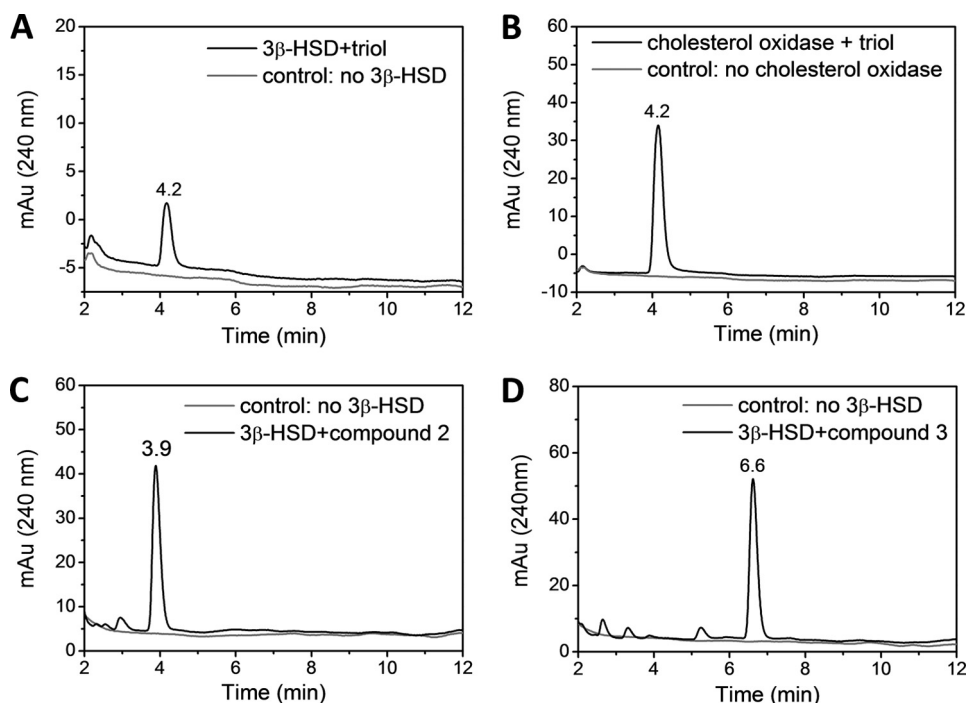 A
3β-HSD+triol
control: no 3β-HSD
mAu (240 nm)
20
15
10
5
0
-5
4.2
2 4 6 8 10 12
Time (min)
B
cholesterol oxidase + triol
control: no cholesterol oxidase
mAu (240 nm)
60
50
40
30
20
10
0
-10
4.2
2 4 6 8 10 12
Time (min)
C
control: no 3β-HSD
3β-HSD+compound 2
mAu (240 nm)
60
50
40
30
20
10
0
3.9
2 4 6 8 10 12
Time (min)
D
control: no 3β-HSD
3β-HSD+compound 3
mAu (240nm)
80
60
40
20
0
6.6
2 4 6 8 10 12
Time (min)